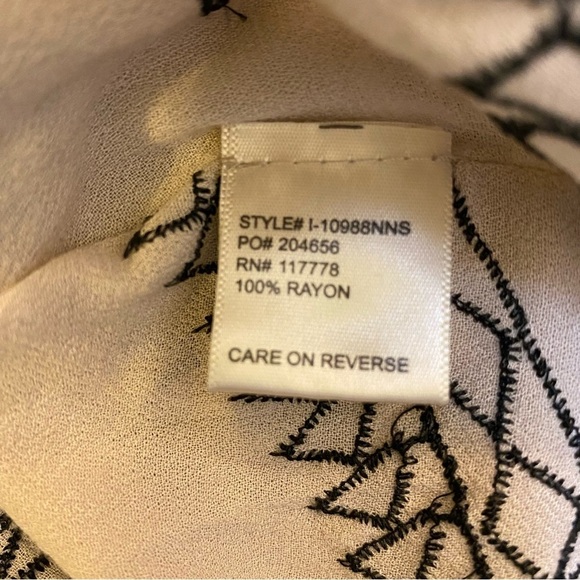 STYLE# I-10988NNS
PO# 204656
RN# 117778
100% RAYON
CARE ON REVERSE